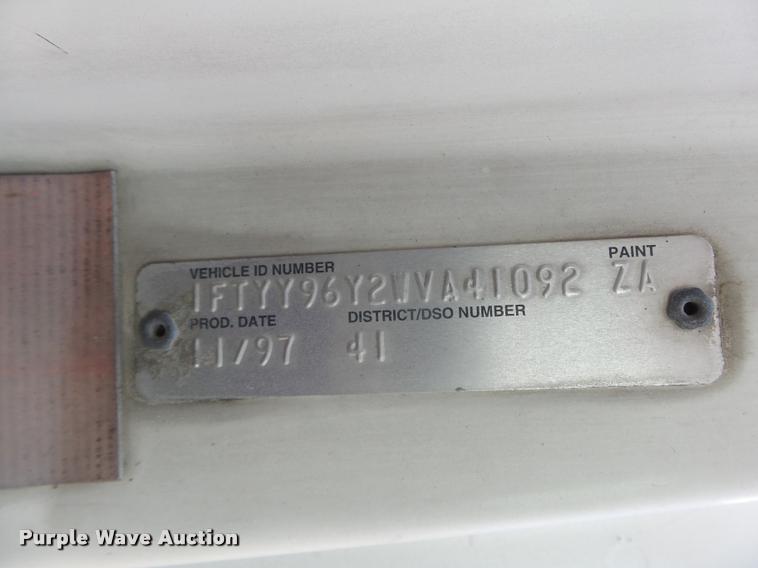 VEHICLE ID NUMBER PAINT
1FTYY96Y2WVA41092 ZA
PROD. DATE DISTRICT/DSO NUMBER
11/97 41
Purple Wave Auction